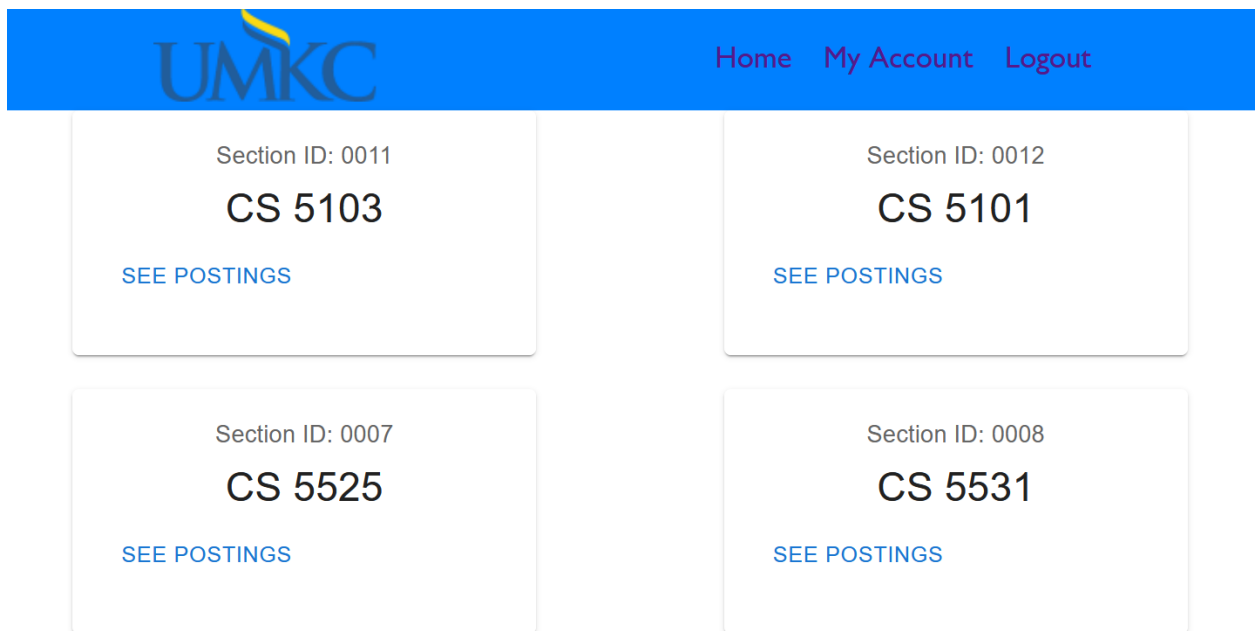 UMKC
Home My Account Logout
Section ID: 0011
CS 5103
SEE POSTINGS
Section ID: 0012
CS 5101
SEE POSTINGS
Section ID: 0007
CS 5525
SEE POSTINGS
Section ID: 0008
CS 5531
SEE POSTINGS